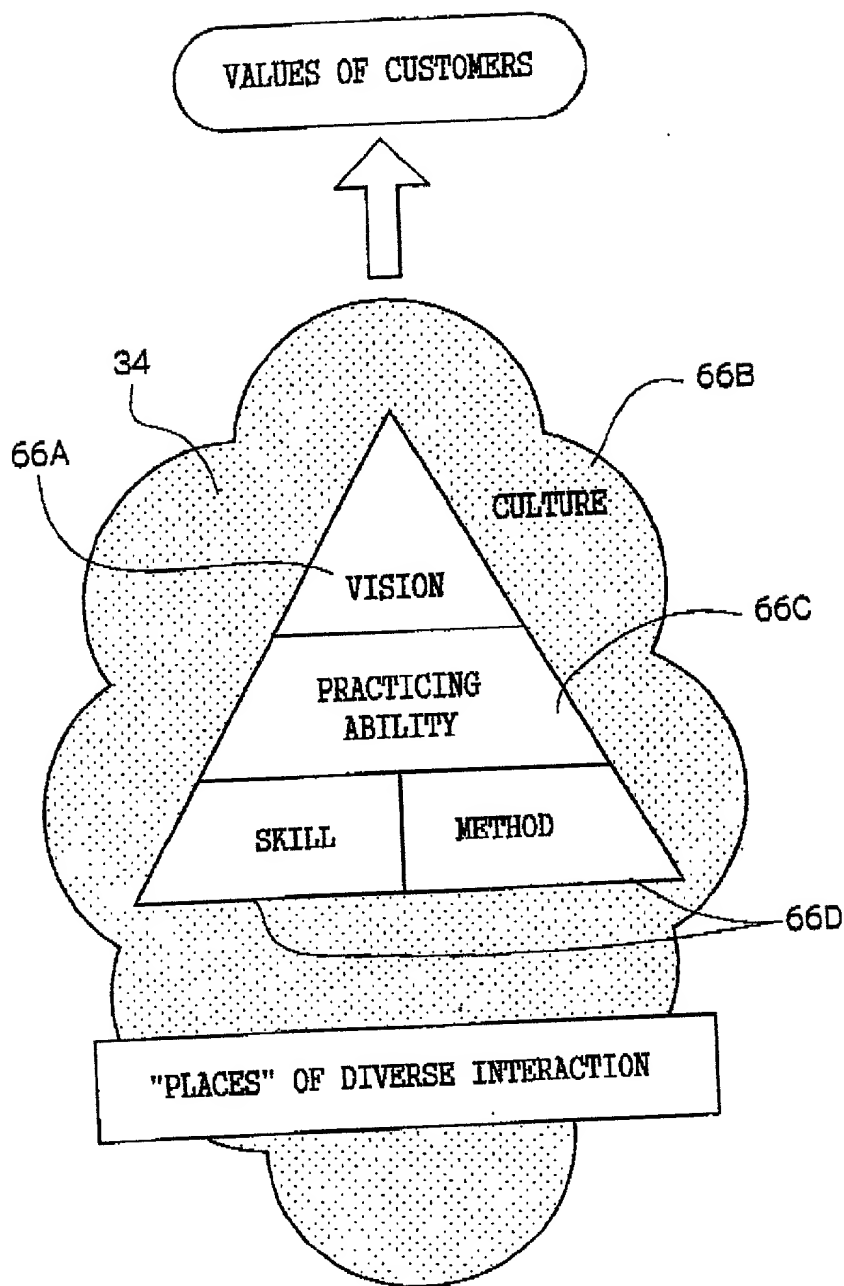 VALUES OF CUSTOMERS
34
66B
66A
CULTURE
VISION
66C
PRACTICING
ABILITY
SKILL
METHOD
66D
"PLACES" OF DIVERSE INTERACTION